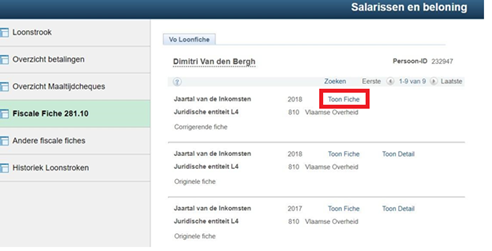 Salarissen en beloning
Loonstrook
Overzicht betalingen
Overzicht Maaltijdcheques
Fiscale Fiche 281.10
Andere fiscale fiches
Historiek Loonstroken
Vo Loonfiche
Dimitri Van den Bergh Persoon-ID 232947
Zoeken Eerste 1-9 van 9 Laatste
Jaartal van de Inkomsten 2018 Toon Fiche
Juridische entiteit L4 810 Vlaamse Overheid
Corrigerende fiche
Jaartal van de Inkomsten 2018 Toon Fiche Toon Detail
Juridische entiteit L4 810 Vlaamse Overheid
Originele fiche
Jaartal van de Inkomsten 2017 Toon Fiche Toon Detail
Juridische entiteit L4 810 Vlaamse Overheid
Originele fiche